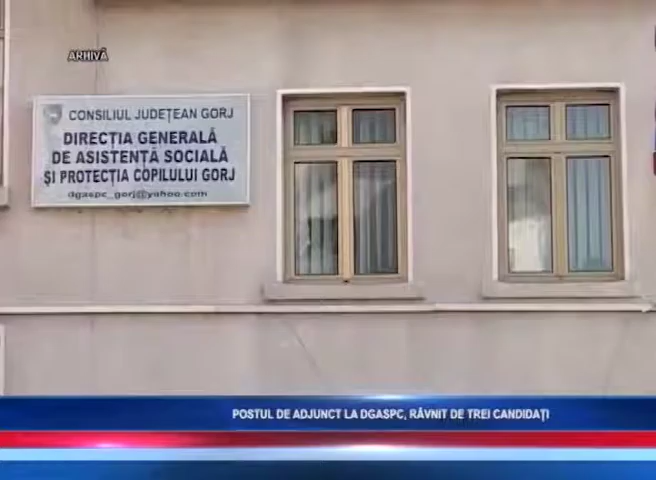 ARHIVĂ
CONSILIUL JUDEȚEAN GORJ
DIRECȚIA GENERALĂ
DE ASISTENȚĂ SOCIALĂ
ȘI PROTECȚIA COPILULUI GORJ
dgaspc_gorj@yahoo.com
POSTUL DE ADJUNCT LA DGASPC, RÂVNIT DE TREI CANDIDAȚI